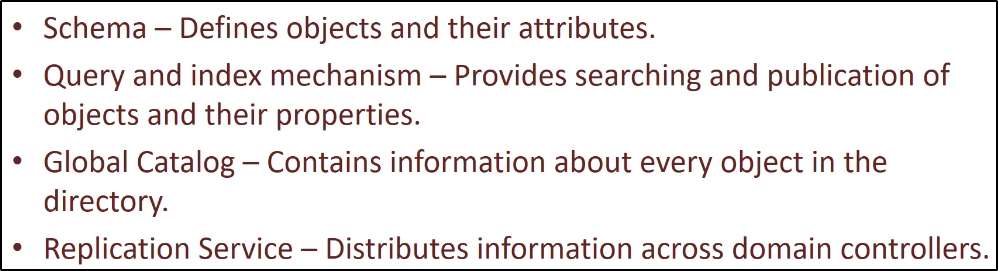 • Schema – Defines objects and their attributes.
• Query and index mechanism – Provides searching and publication of
objects and their properties.
• Global Catalog – Contains information about every object in the
directory.
• Replication Service – Distributes information across domain controllers.